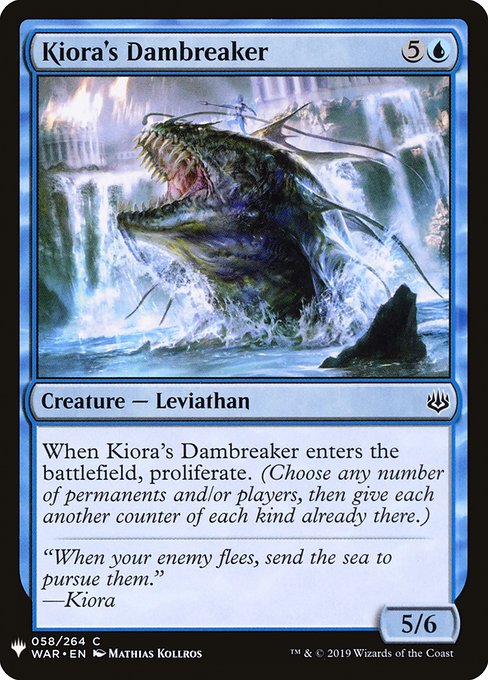 Kiora's Dambreaker 5
Creature — Leviathan
When Kiora's Dambreaker enters the
battlefield, proliferate. (Choose any number
of permanents and/or players, then give each
another counter of each kind already there.)
"When your enemy flees, send the sea to
pursue them."
—Kiora
5/6
058/264 C
WAR • EN Mathias Kollros
™ & © 2019 Wizards of the Coast